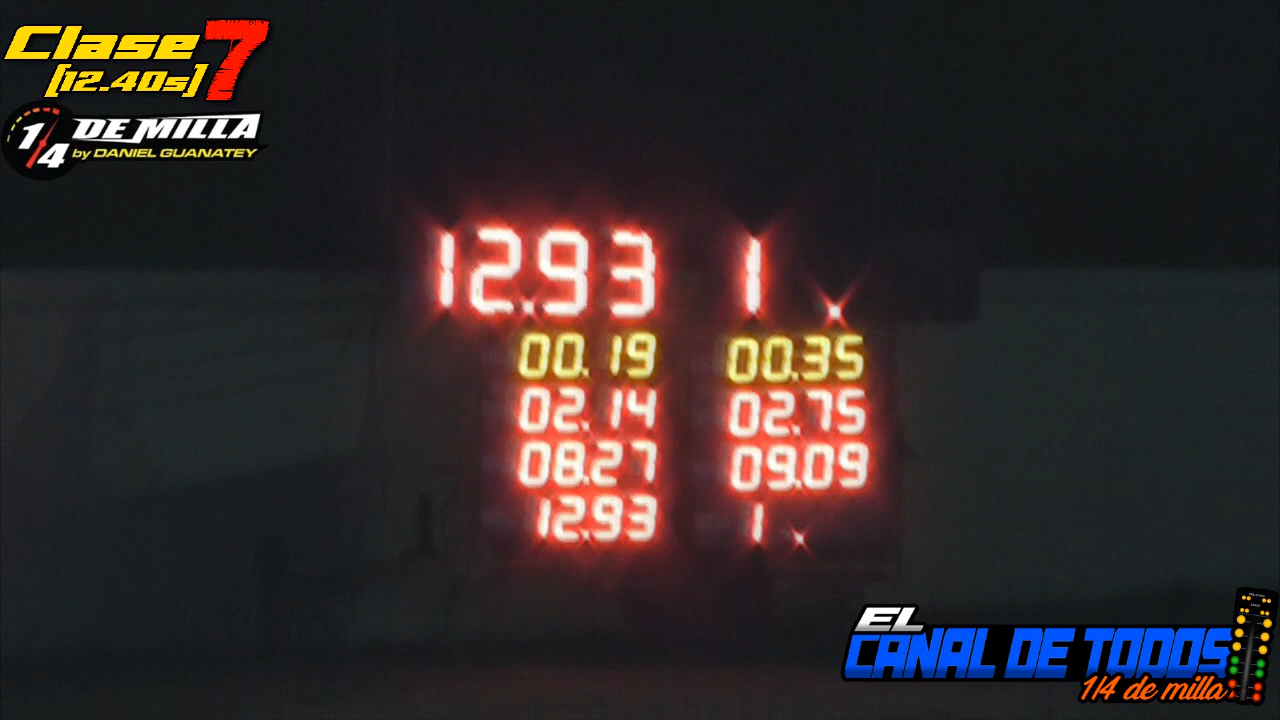 Clase 7
[12.40s]
1/4 DE MILLA
by DANIEL GUANATEY
12.93 1 .
00.19 00.35
02.14 02.75
08.27 09.09
12.93 1 .
EL
CANAL DE TODOS
1/4 de milla